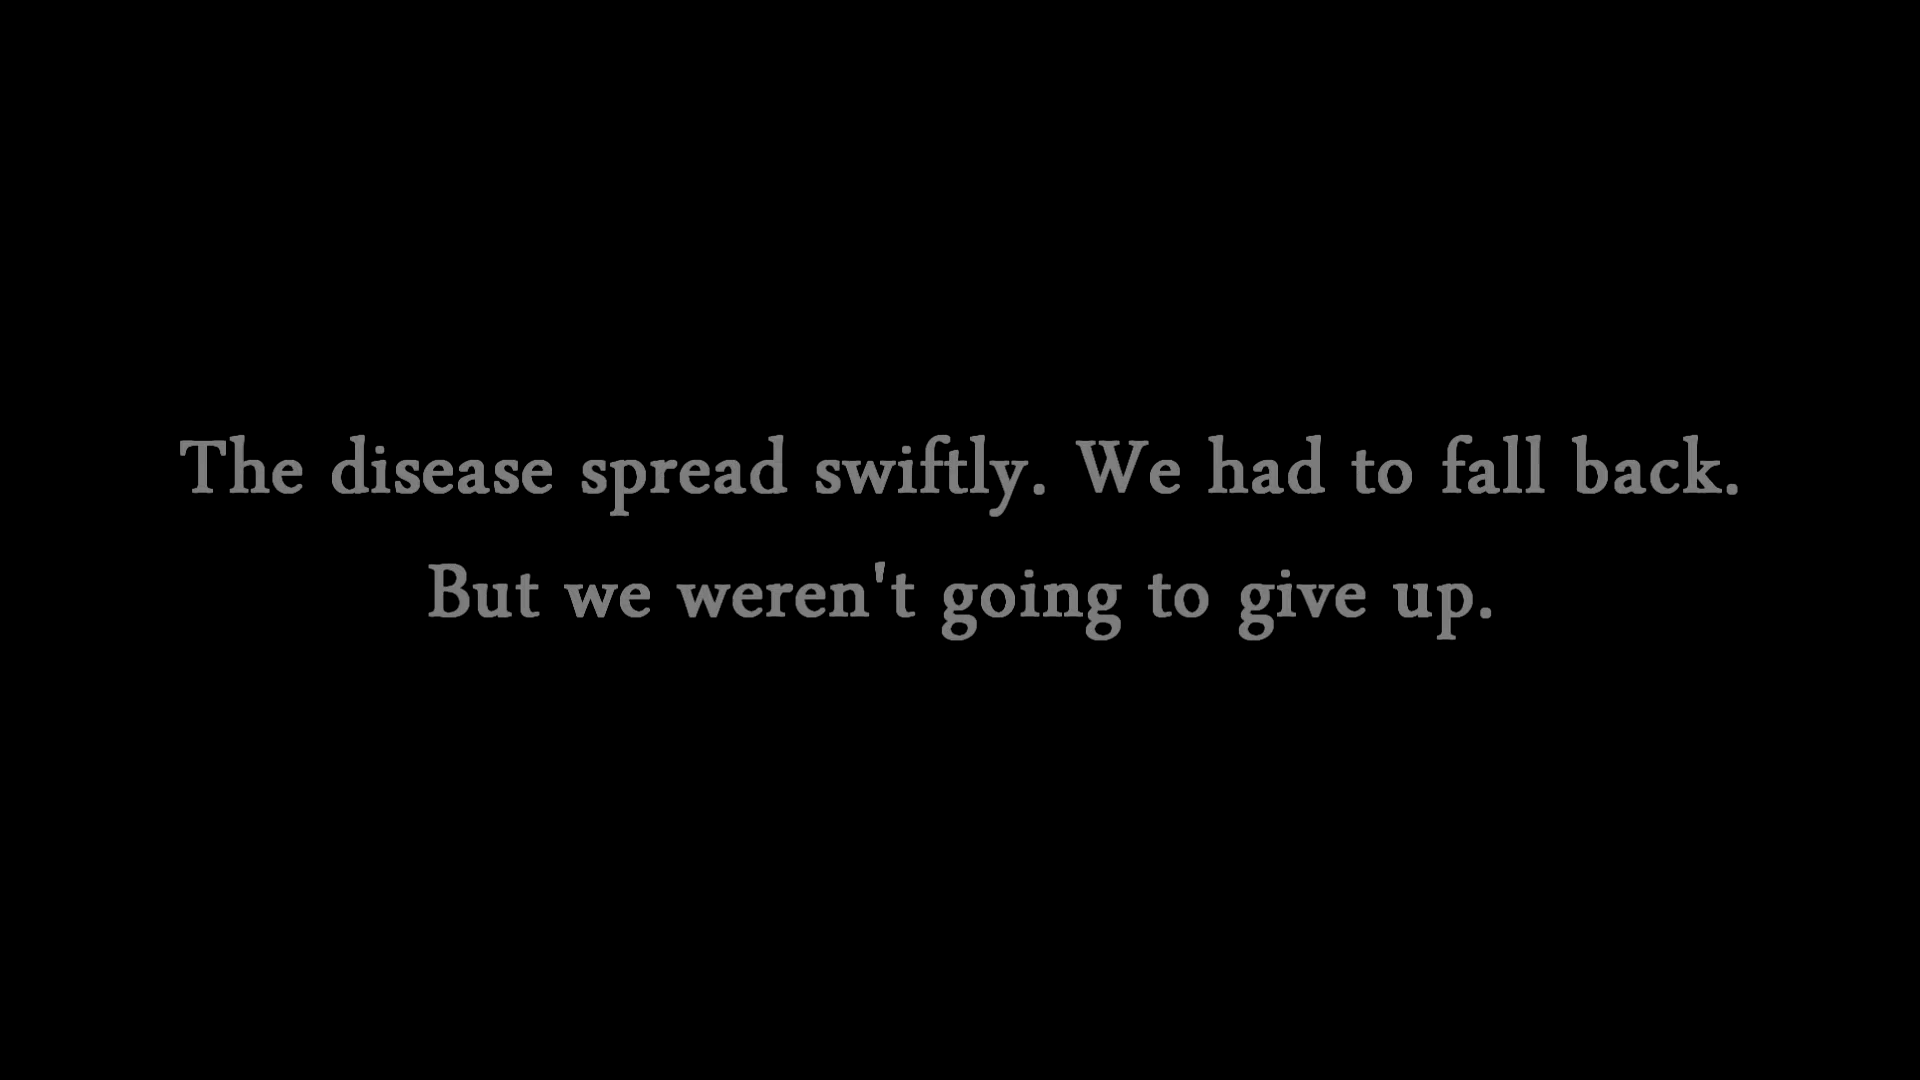 The disease spread swiftly. We had to fall back.
But we weren't going to give up.